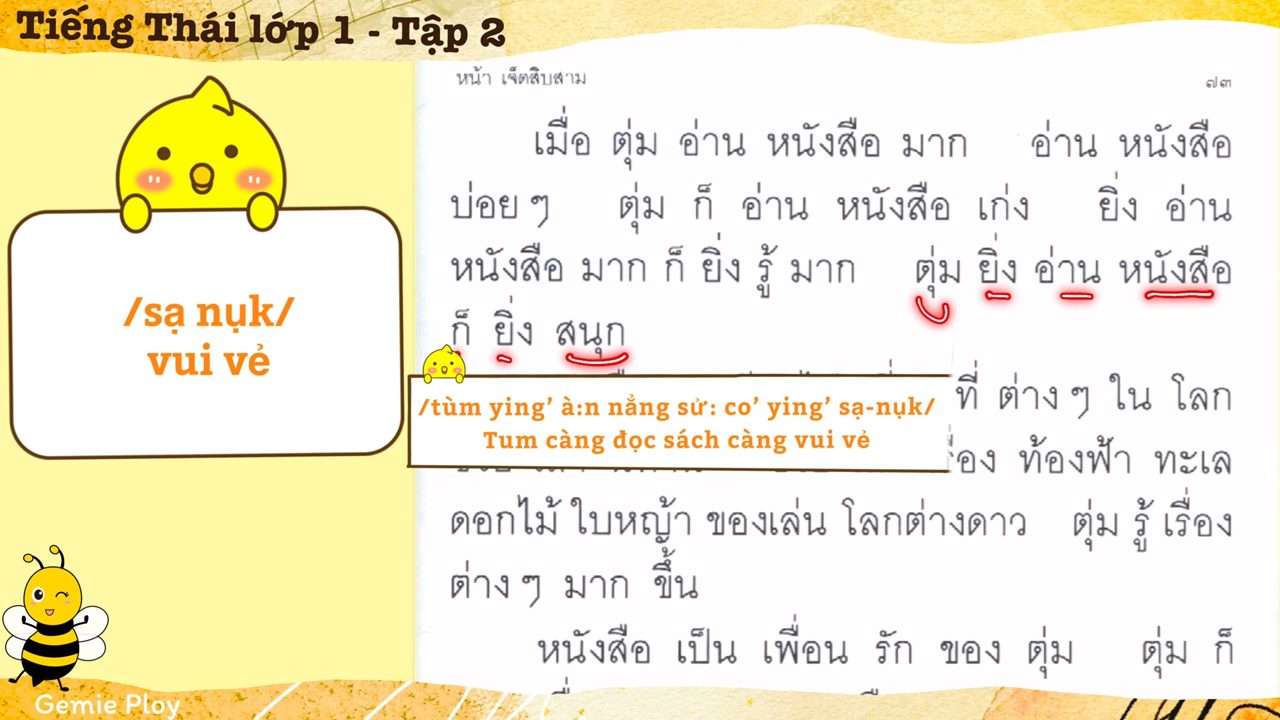 Tiếng Thái lớp 1 - Tập 2
หน้า เจ็ดสิบสาม ๗๓
เมื่อ ตุ่ม อ่าน หนังสือ มาก อ่าน หนังสือ
บ่อย ๆ ตุ่ม ก็ อ่าน หนังสือ เก่ง ยิ่ง อ่าน
หนังสือ มาก ก็ ยิ่ง รู้ มาก ตุ่ม ยิ่ง อ่าน หนังสือ
ก็ ยิ่ง สนุก
/sạ nụk/
vui vẻ
ที่ ต่าง ๆ ใน โลก
/tùm ying’ à:n nẳng sử: co’ ying’ sạ-nụk/
Tum càng đọc sách càng vui vẻ
ท้องฟ้า ทะเล
ดอกไม้ ใบหญ้า ของเล่น โลกต่างดาว ตุ่ม รู้ เรื่อง
ต่าง ๆ มาก ขึ้น
หนังสือ เป็น เพื่อน รัก ของ ตุ่ม ตุ่ม ก็
Gemie Ploy